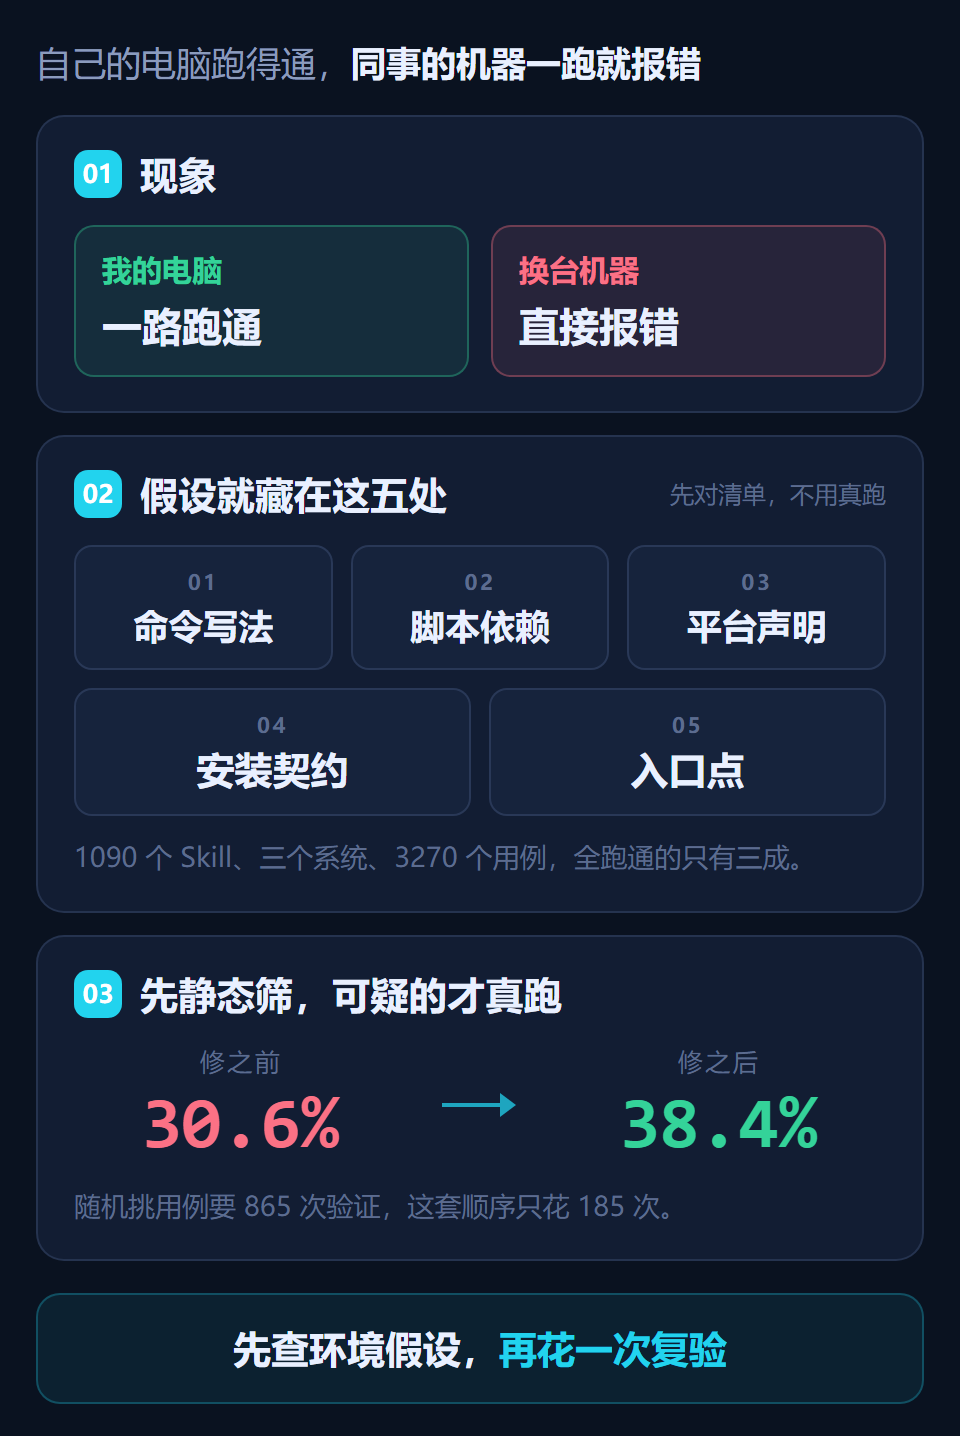 自己的电脑跑得通，同事的机器一跑就报错
01 现象
我的电脑
一路跑通
换台机器
直接报错
02 假设就藏在这五处
先对清单，不用真跑
01
命令写法
02
脚本依赖
03
平台声明
04
安装契约
05
入口点
1090 个 Skill、三个系统、3270 个用例，全跑通的只有三成。
03 先静态筛，可疑的才真跑
修之前
30.6%
修之后
38.4%
随机挑用例要 865 次验证，这套顺序只花 185 次。
先查环境假设，再花一次复验